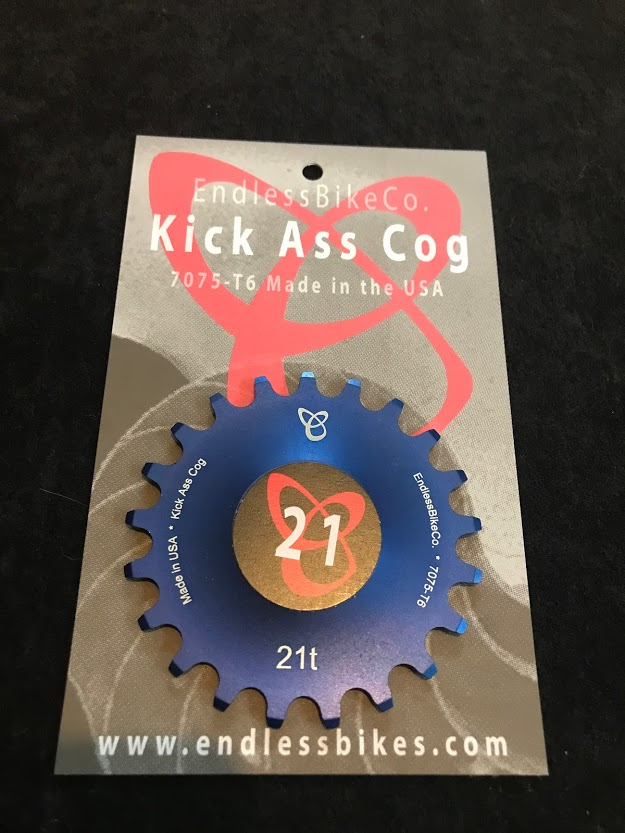 EndlessBikeCo.
Kick Ass Cog
7075-T6 Made in the USA
Made in USA * Kick Ass Cog
EndlessBikeCo. * 7075-T6
21
21t
www.endlessbikes.com